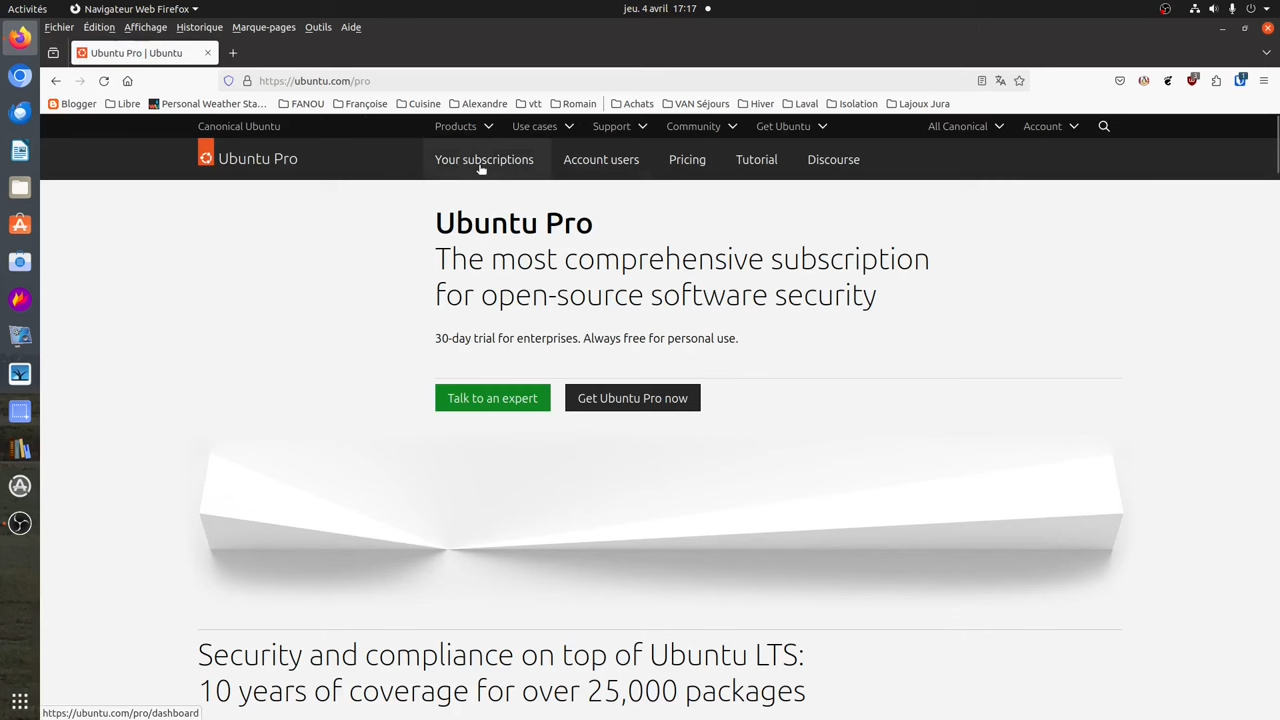 Activités
Navigateur Web Firefox
jeu. 4 avril 17:17
Fichier Édition Affichage Historique Marque-pages Outils Aide
Ubuntu Pro | Ubuntu
https://ubuntu.com/pro
Blogger Libre Personal Weather Sta… FANOU Françoise Cuisine Alexandre vtt Romain Achats VAN Séjours Hiver Laval Isolation Lajoux Jura
Canonical Ubuntu Products Use cases Support Community Get Ubuntu All Canonical Account
Ubuntu Pro Your subscriptions Account users Pricing Tutorial Discourse
Ubuntu Pro
The most comprehensive subscription
for open-source software security
30-day trial for enterprises. Always free for personal use.
Talk to an expert Get Ubuntu Pro now
Security and compliance on top of Ubuntu LTS:
10 years of coverage for over 25,000 packages
https://ubuntu.com/pro/dashboard